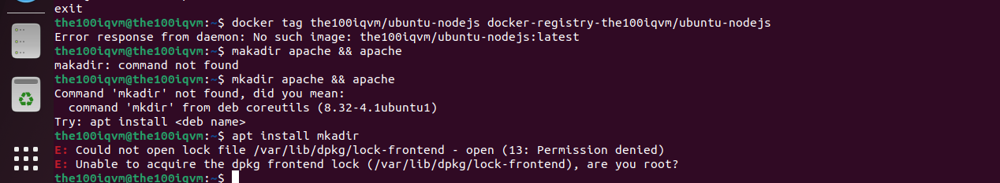 exit
the100iqvm@the100iqvm:~$ docker tag the100iqvm/ubuntu-nodejs docker-registry-the100iqvm/ubuntu-nodejs
Error response from daemon: No such image: the100iqvm/ubuntu-nodejs:latest
the100iqvm@the100iqvm:~$ makadir apache && apache
makadir: command not found
the100iqvm@the100iqvm:~$ mkadir apache && apache
Command 'mkadir' not found, did you mean:
  command 'mkdir' from deb coreutils (8.32-4.1ubuntu1)
Try: apt install <deb name>
the100iqvm@the100iqvm:~$ apt install mkadir
E: Could not open lock file /var/lib/dpkg/lock-frontend - open (13: Permission denied)
E: Unable to acquire the dpkg frontend lock (/var/lib/dpkg/lock-frontend), are you root?
the100iqvm@the100iqvm:~$